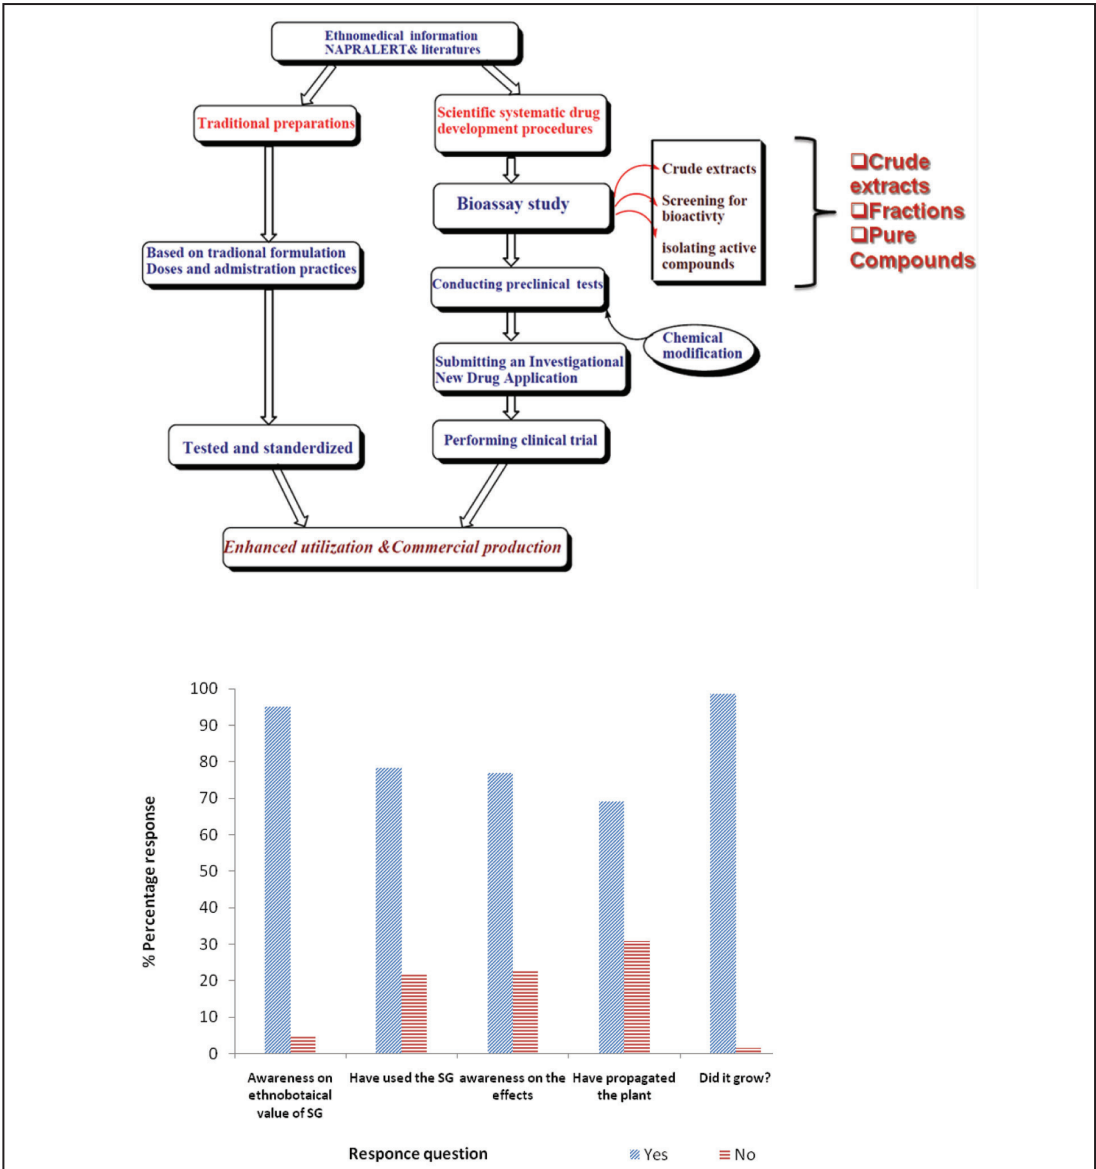 Ethnomedical information
NAPRALERT& literatures
Traditional preparations
Scientific systematic drug
development procedures
Bioassay study
Crude extracts
Screening for
bioactivty
isolating active
compounds
❑Crude
extracts
❑Fractions
❑Pure
Compounds
Based on tradional formulation
Doses and admistration practices
Conducting preclinical tests
Chemical
modification
Submitting an Investigational
New Drug Application
Tested and standerdized
Performing clinical trial
Enhanced utilization &Commercial production
% Percentage response
100
90
80
70
60
50
40
30
20
10
0
Awareness on
ethnobotaical
value of SG
Have used the SG
awareness on the
effects
Have propagated
the plant
Did it grow?
Responce question
Yes
No